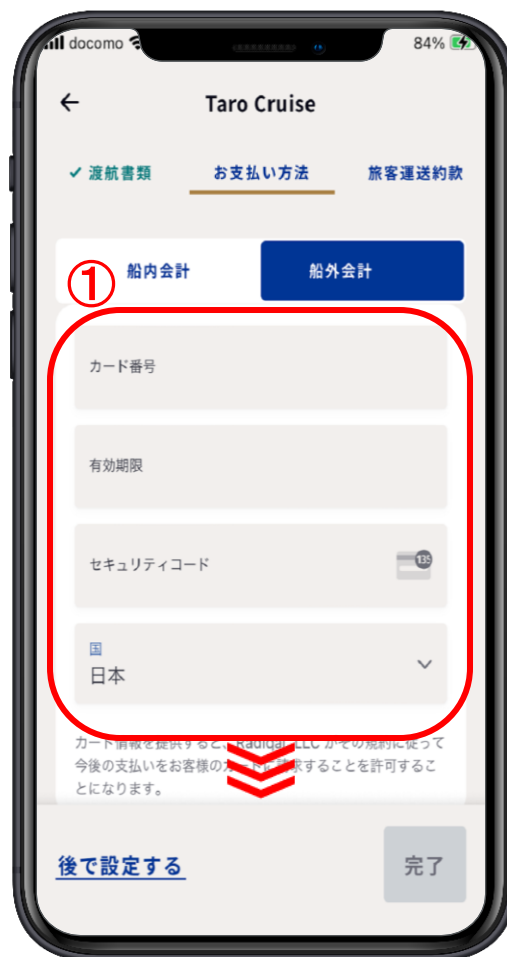 docomo 84%
Taro Cruise
渡航書類 お支払い方法 旅客運送約款
① 船内会計 船外会計
カード番号
有効期限
セキュリティコード 135
国
日本
カード情報を提供すると、Radiqal, LLC がその規約に従って
今後の支払いをお客様のカードに請求することを許可するこ
とになります。
後で設定する 完了